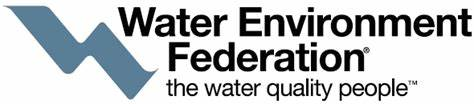 Water Environment
Federation®
the water quality people™